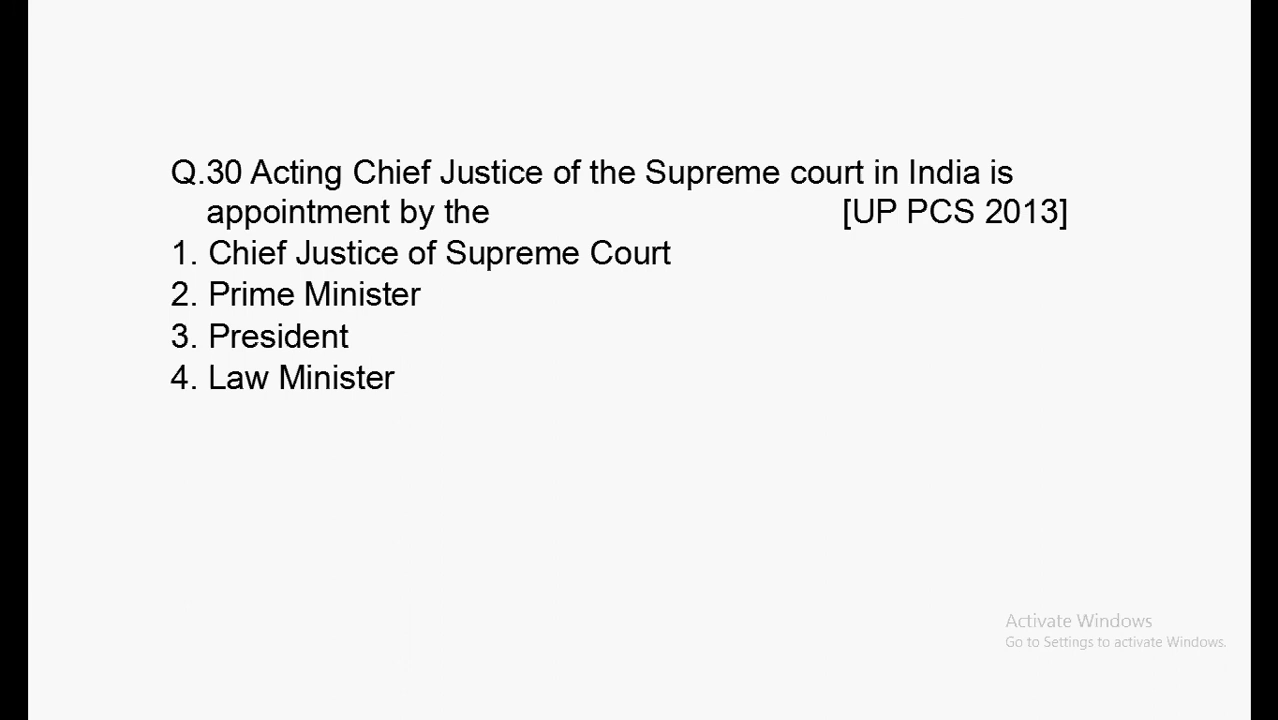 Q.30 Acting Chief Justice of the Supreme court in India is
appointment by the [UP PCS 2013]
1. Chief Justice of Supreme Court
2. Prime Minister
3. President
4. Law Minister
Activate Windows
Go to Settings to activate Windows.